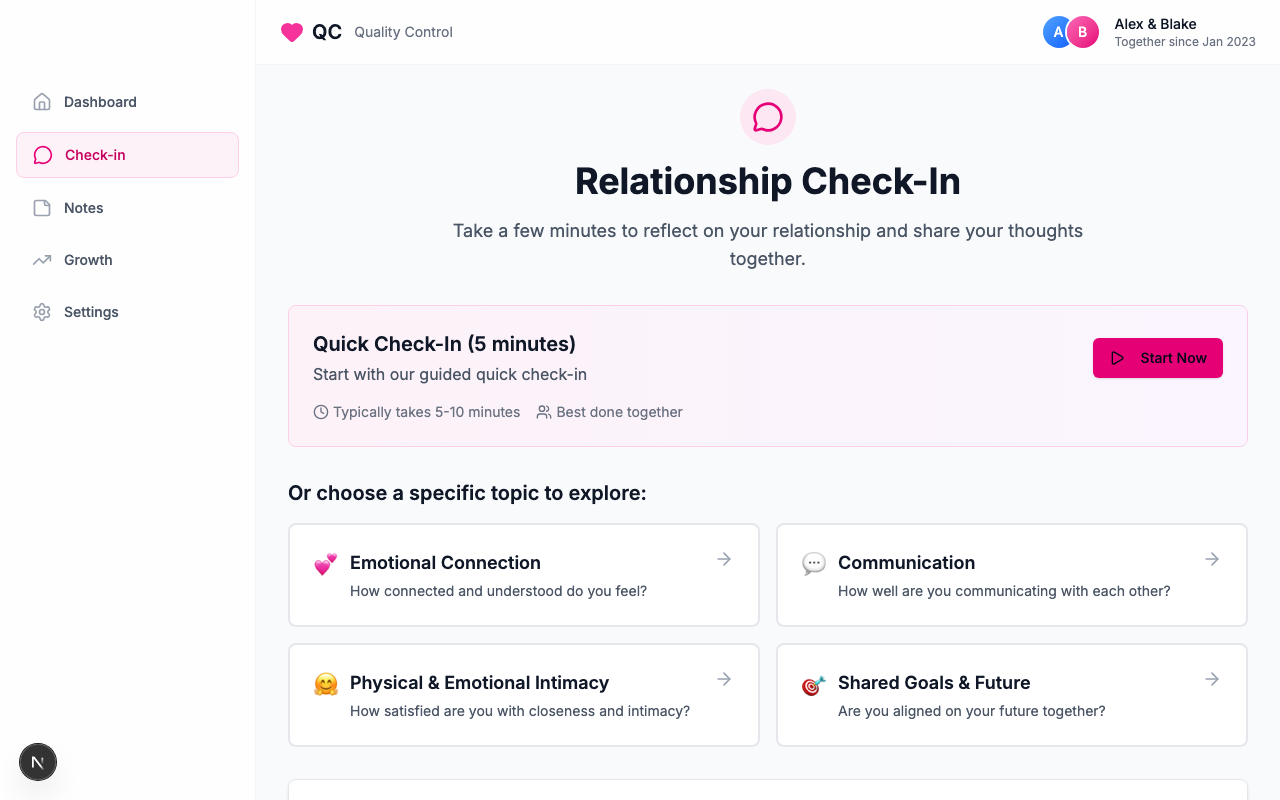 QC Quality Control
A B
Alex & Blake
Together since Jan 2023
Dashboard
Check-in
Notes
Growth
Settings
Relationship Check-In
Take a few minutes to reflect on your relationship and share your thoughts
together.
Quick Check-In (5 minutes)
Start with our guided quick check-in
Typically takes 5-10 minutes Best done together
Start Now
Or choose a specific topic to explore:
Emotional Connection
How connected and understood do you feel?
Communication
How well are you communicating with each other?
Physical & Emotional Intimacy
How satisfied are you with closeness and intimacy?
Shared Goals & Future
Are you aligned on your future together?
N